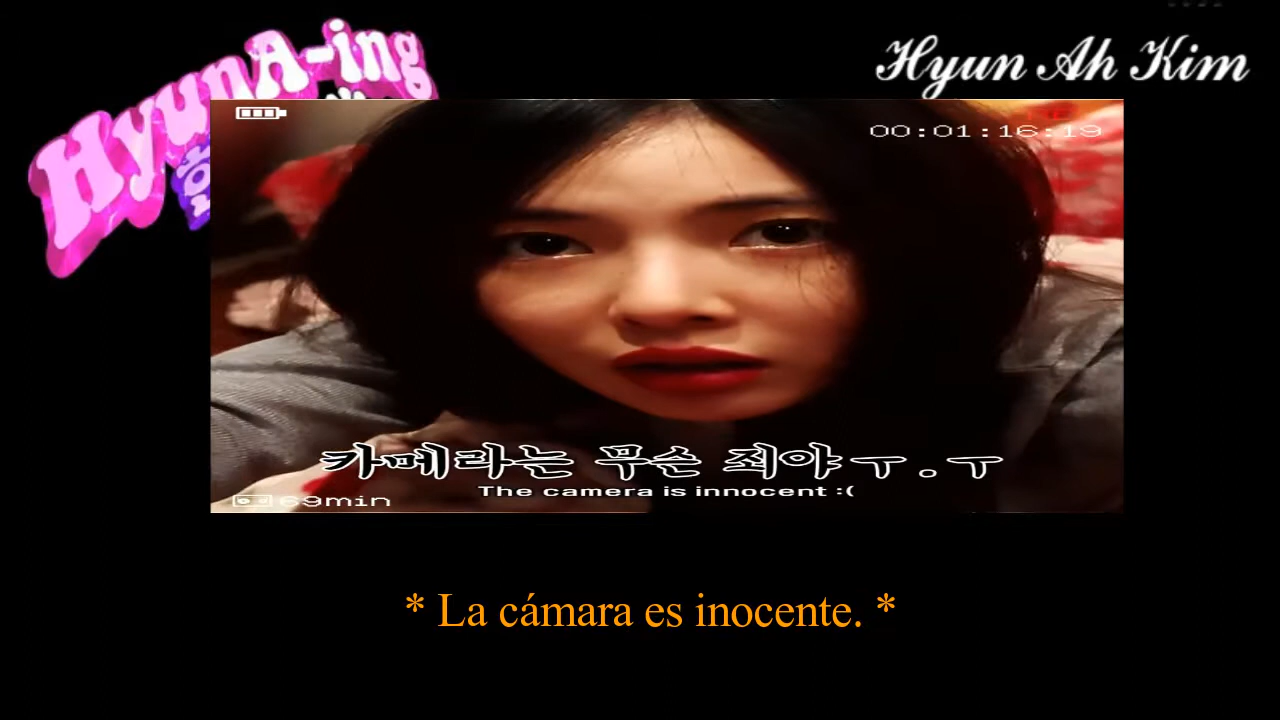 HyunA-ing
Hyun Ah Kim
00:01:16:19
카메라는 무슨 죄야ㅜ.ㅜ
The camera is innocent :(
69min
* La cámara es inocente. *